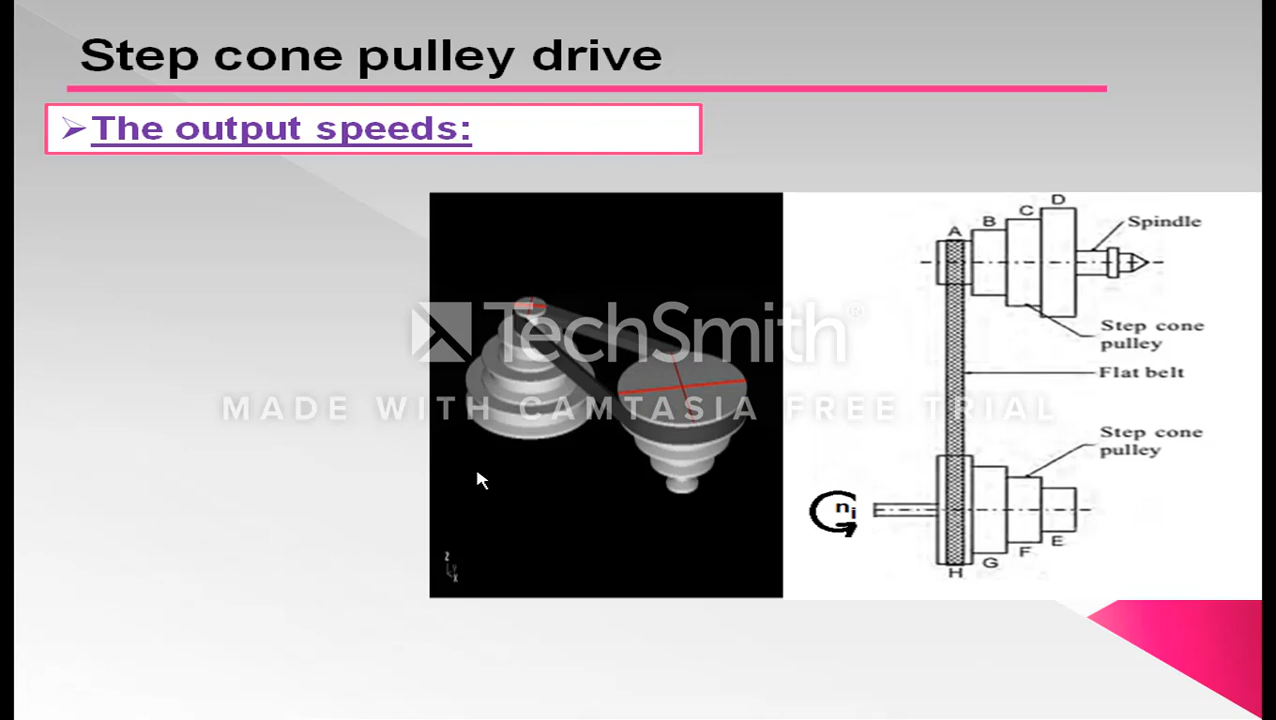 Step cone pulley drive
➢The output speeds:
A
B
C
D
Spindle
Step cone
pulley
Flat belt
Step cone
pulley
ni
H
G
F
E
z
y
x
TechSmith®
MADE WITH CAMTASIA FREE TRIAL